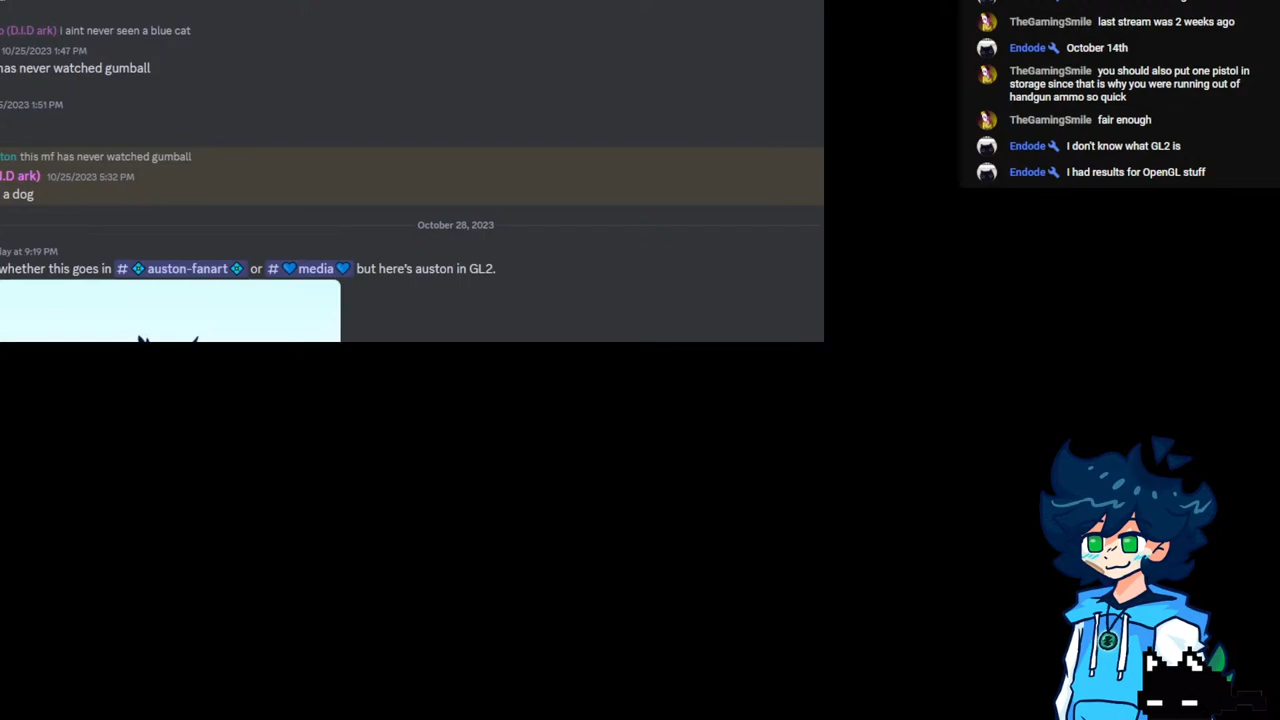 (D.I.D ark) I aint never seen a blue cat
10/25/2023 1:47 PM
has never watched gumball
5/2023 1:51 PM
ton this mf has never watched gumball
I.D ark) 10/25/2023 5:32 PM
a dog
October 28, 2023
lay at 9:19 PM
whether this goes in # auston-fanart or # 💙media💙 but here's auston in GL2.
TheGamingSmile last stream was 2 weeks ago
Endode October 14th
TheGamingSmile you should also put one pistol in
storage since that is why you were running out of
handgun ammo so quick
TheGamingSmile fair enough
Endode I don't know what GL2 is
Endode I had results for OpenGL stuff